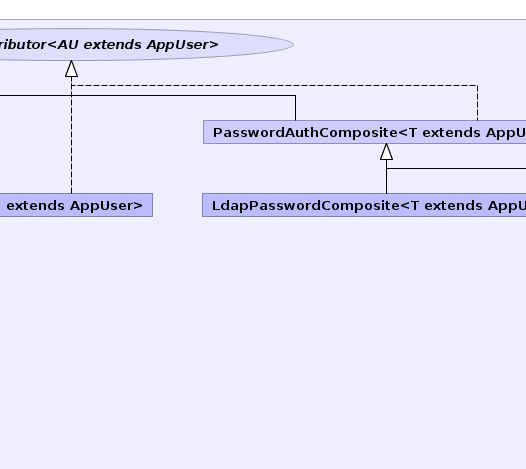 ributor<AU extends AppUser>
PasswordAuthComposite<T extends AppU
extends AppUser>
LdapPasswordComposite<T extends AppU